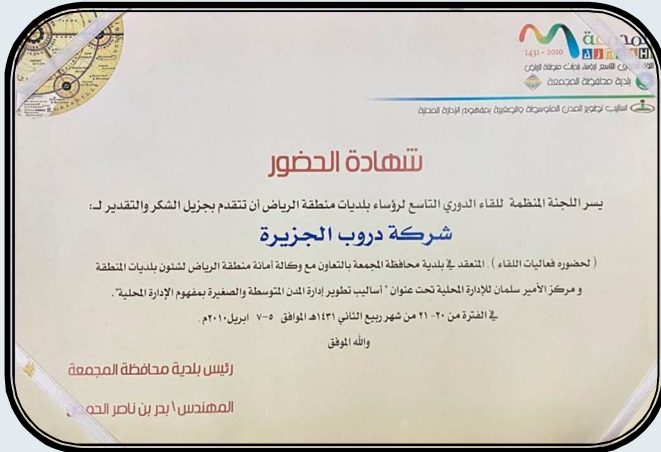 المجمعة
1431 - 2010
بلدية محافظة المجمعة
اساليب تطوير المدن المتوسطة والصغيرة بمفهوم الإدارة المحلية
شهادة الحضور
يسر اللجنة المنظمة للقاء الدوري التاسع لرؤساء بلديات منطقة الرياض أن تتقدم بجزيل الشكر والتقدير لـ:
شركة دروب الجزيرة
( لحضوره فعاليات اللقاء ) . المنعقد في بلدية محافظة المجمعة بالتعاون مع وكالة أمانة منطقة الرياض لشئون بلديات المنطقة
و مركز الأمير سلمان للإدارة المحلية تحت عنوان " أساليب تطوير إدارة المدن المتوسطة والصغيرة بمفهوم الإدارة المحلية".
في الفترة من ٢٠- ٢١ من شهر ربيع الثاني ١٤٣١هـ الموافق ٥-٧ ابريل٢٠١٠م .
والله الموفق
رئيس بلدية محافظة المجمعة
المهندس \ بدر بن ناصر